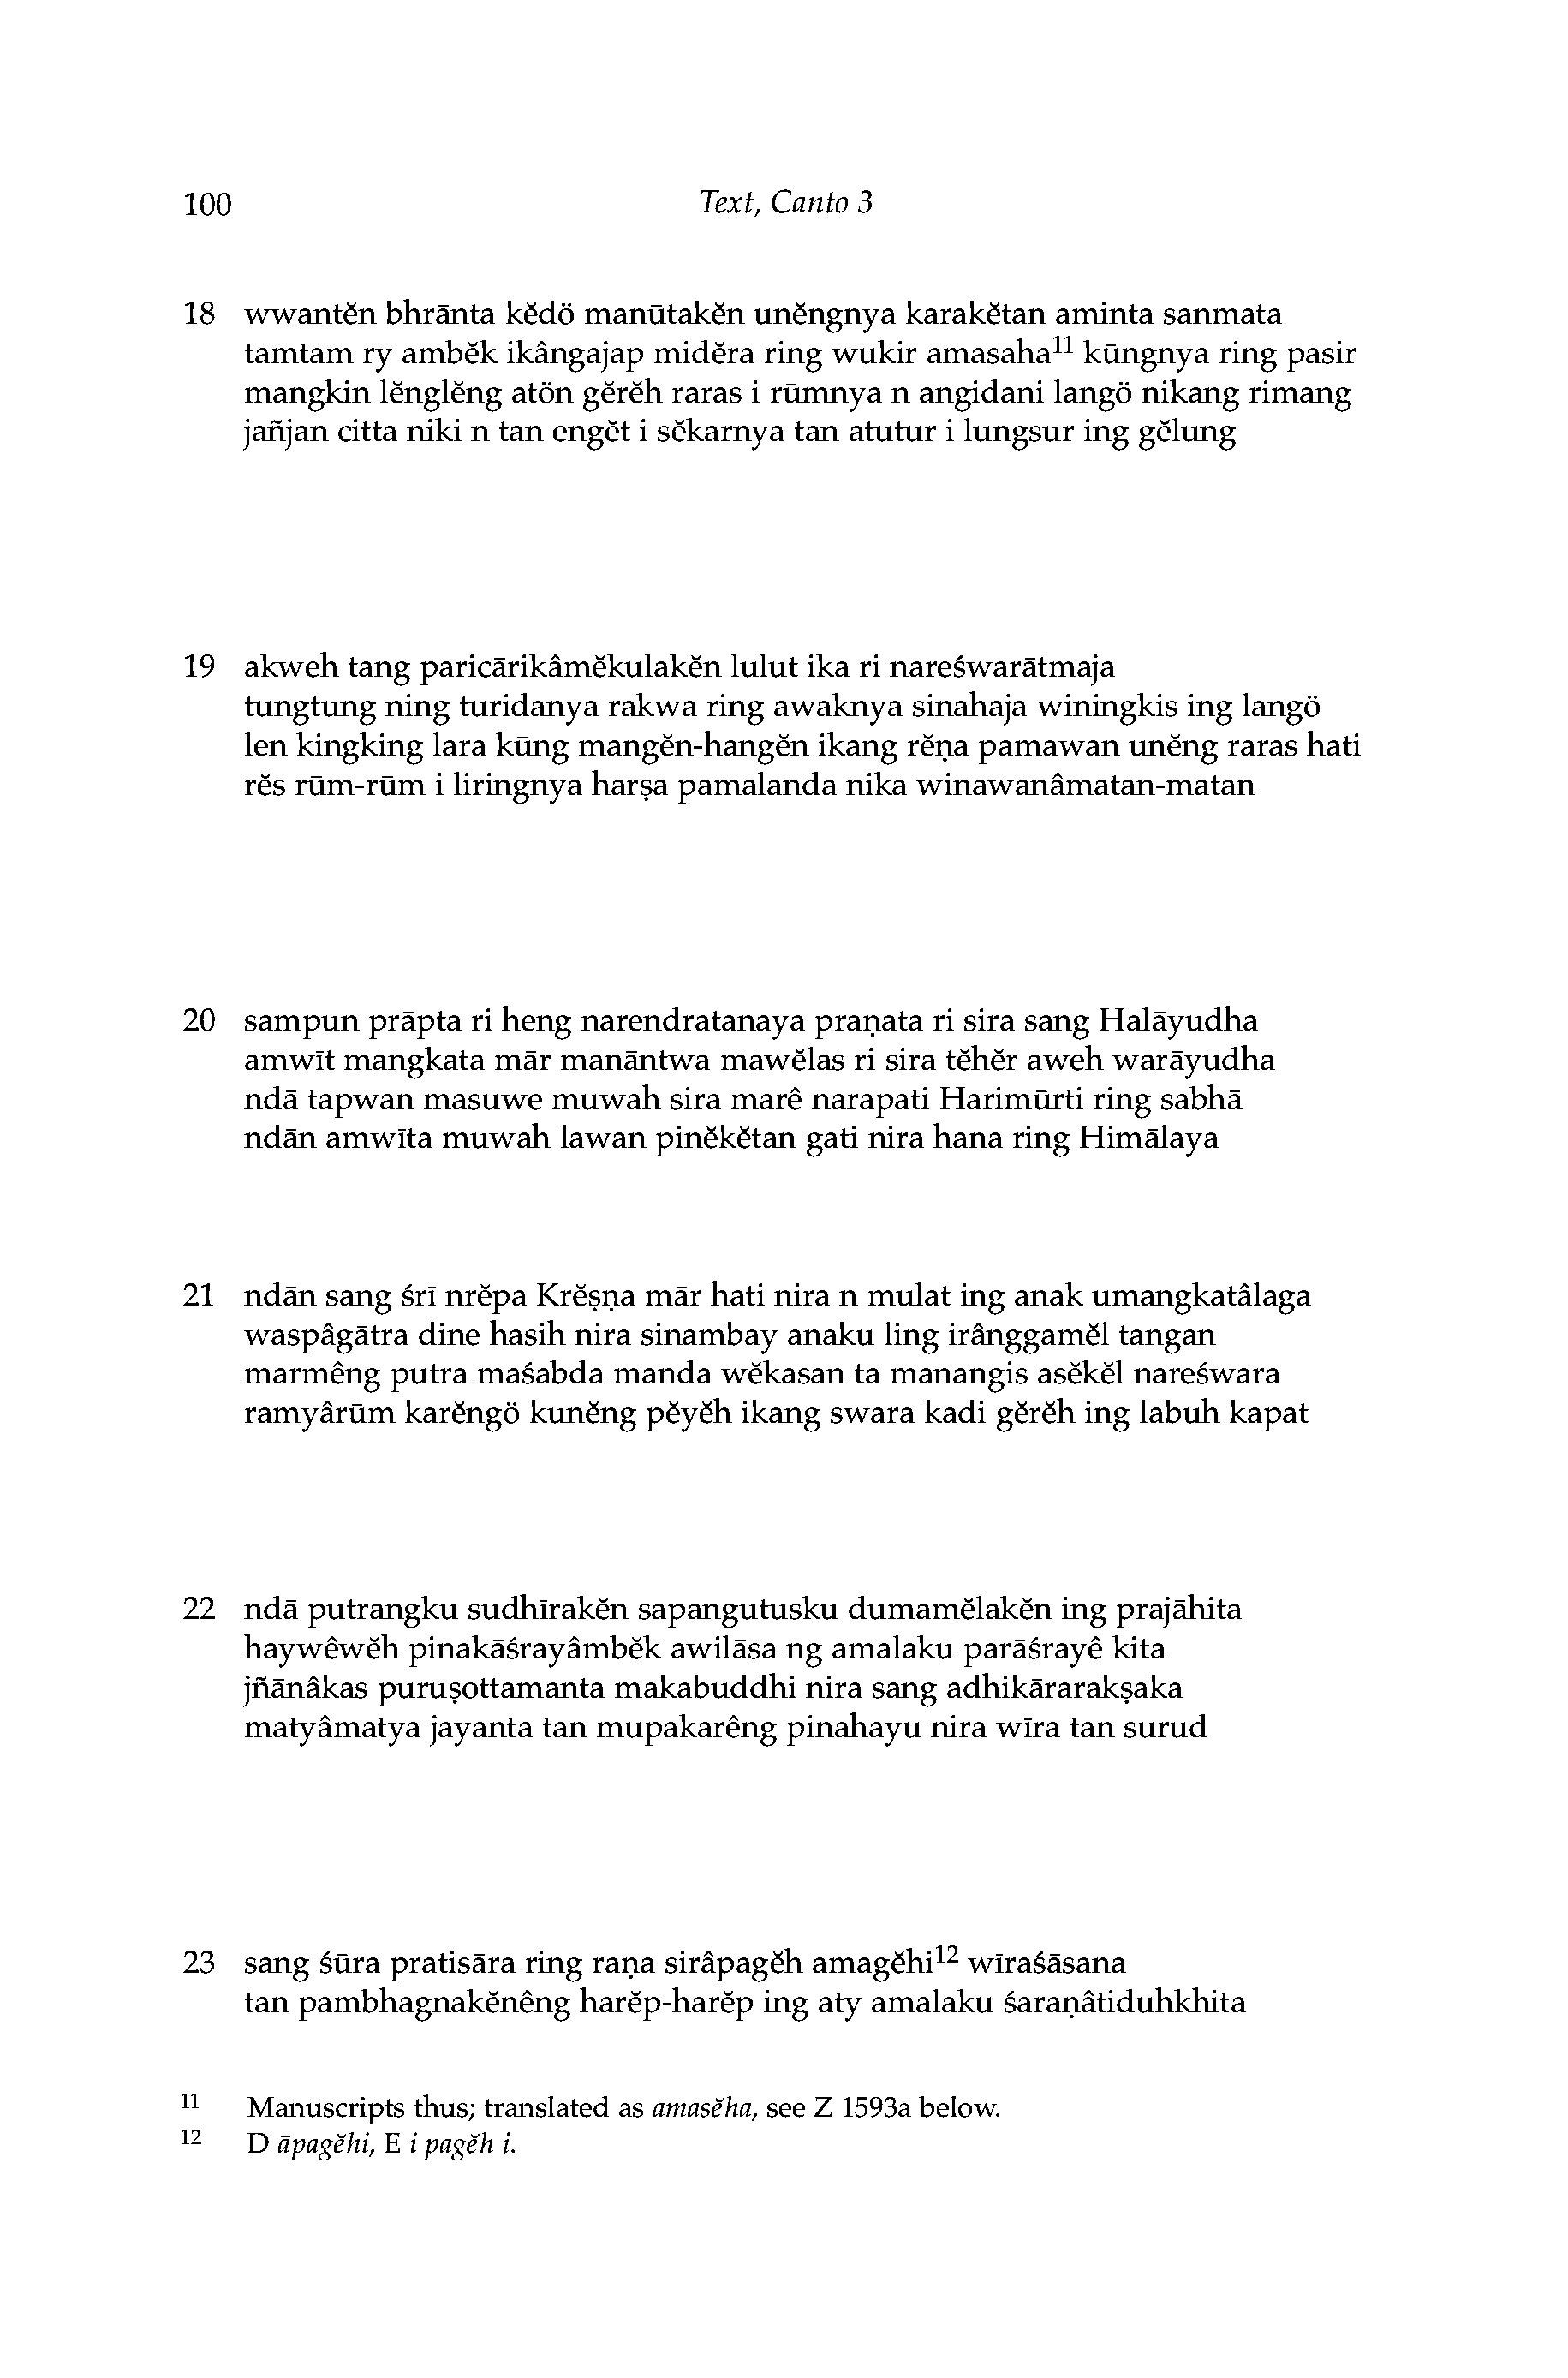 100 Text, Canto 3
18 wwantĕn bhrānta kĕdö manūtakĕn unĕngnya karakĕtan aminta sanmata
tamtam ry ambĕk ikângajap midĕra ring wukir amasaha11 kūngnya ring pasir
mangkin lĕnglĕng atön gĕrĕh raras i rūmnya n angidani langö nikang rimang
jañjan citta niki n tan engĕt i sĕkarnya tan atutur i lungsur ing gĕlung
19 akweh tang paricārikâmĕkulakĕn lulut ika ri nareśwarātmaja
tungtung ning turidanya rakwa ring awaknya sinahaja winingkis ing langö
len kingking lara kūng mangĕn-hangĕn ikang rĕṇa pamawan unĕng raras hati
rĕs rūm-rūm i liringnya harṣa pamalanda nika winawanâmatan-matan
20 sampun prāpta ri heng narendratanaya praṇata ri sira sang Halāyudha
amwīt mangkata mār manāntwa mawĕlas ri sira tĕhĕr aweh warāyudha
ndā tapwan masuwe muwah sira marê narapati Harimūrti ring sabhā
ndān amwīta muwah lawan pinĕkĕtan gati nira hana ring Himālaya
21 ndān sang śrī nrĕpa Krĕṣṇa mār hati nira n mulat ing anak umangkatâlaga
waspâgātra dine hasih nira sinambay anaku ling irânggamĕl tangan
marmêng putra maśabda manda wĕkasan ta manangis asĕkĕl nareśwara
ramyârūm karĕngö kunĕng pĕyĕh ikang swara kadi gĕrĕh ing labuh kapat
22 ndā putrangku sudhīrakĕn sapangutusku dumamĕlakĕn ing prajāhita
haywêwĕh pinakāśrayâmbĕk awilāsa ng amalaku parāśrayê kita
jñānâkas puruṣottamanta makabuddhi nira sang adhikārarakṣaka
matyâmatya jayanta tan mupakarêng pinahayu nira wīra tan surud
23 sang śūra pratisāra ring raṇa sirâpagĕh amagĕhi12 wīraśāsana
tan pambhagnakĕnêng harĕp-harĕp ing aty amalaku śaraṇâtiduhkhita
11 Manuscripts thus; translated as amasĕha, see Z 1593a below.
12 D āpagĕhi, E i pagĕh i.